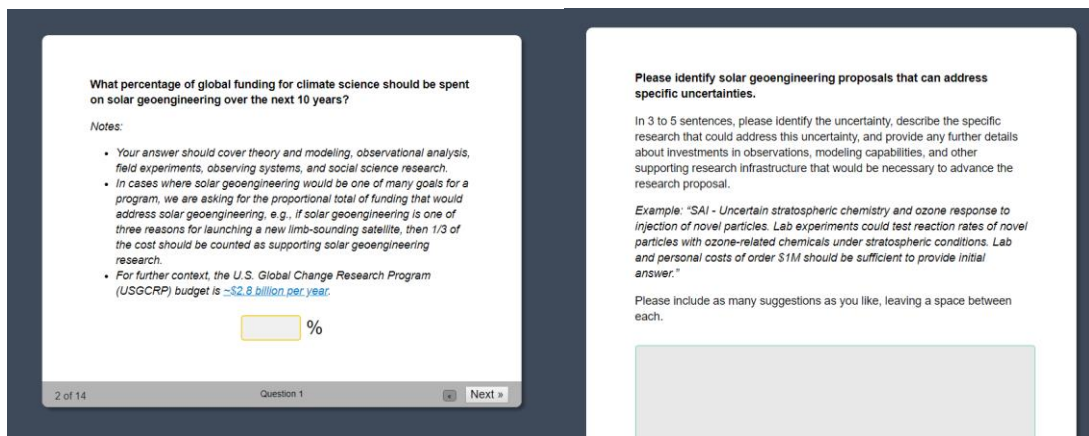 What percentage of global funding for climate science should be spent
on solar geoengineering over the next 10 years?
Notes:
• Your answer should cover theory and modeling, observational analysis,
field experiments, observing systems, and social science research.
• In cases where solar geoengineering would be one of many goals for a
program, we are asking for the proportional total of funding that would
address solar geoengineering, e.g., if solar geoengineering is one of
three reasons for launching a new limb-sounding satellite, then 1/3 of
the cost should be counted as supporting solar geoengineering
research.
• For further context, the U.S. Global Change Research Program
(USGCRP) budget is ~$2.8 billion per year.
%
2 of 14
Question 1
Next »
Please identify solar geoengineering proposals that can address
specific uncertainties.
In 3 to 5 sentences, please identify the uncertainty, describe the specific
research that could address this uncertainty, and provide any further details
about investments in observations, modeling capabilities, and other
supporting research infrastructure that would be necessary to advance the
research proposal.
Example: “SAI - Uncertain stratospheric chemistry and ozone response to
injection of novel particles. Lab experiments could test reaction rates of novel
particles with ozone-related chemicals under stratospheric conditions. Lab
and personal costs of order $1M should be sufficient to provide initial
answer.”
Please include as many suggestions as you like, leaving a space between
each.